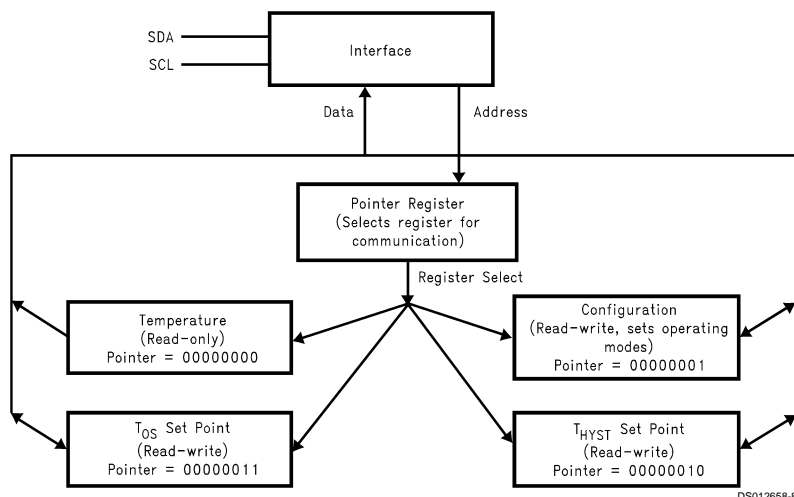 SDA
SCL
Interface
Data
Address
Pointer Register
(Selects register for
communication)
Register Select
Temperature
(Read-only)
Pointer = 00000000
Configuration
(Read-write, sets operating
modes)
Pointer = 00000001
TOS Set Point
(Read-write)
Pointer = 00000011
THYST Set Point
(Read-write)
Pointer = 00000010